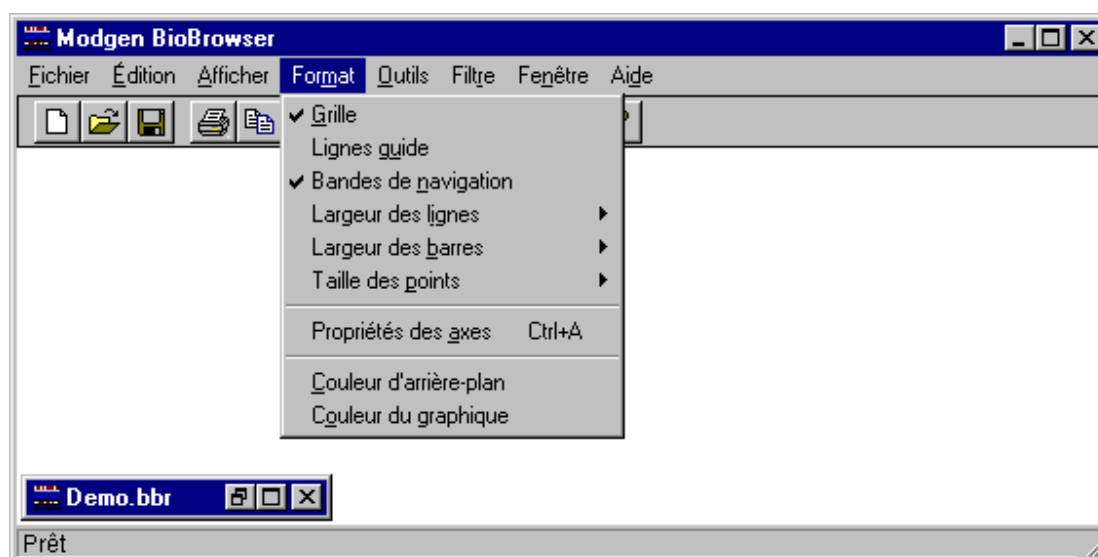 Modgen BioBrowser
Fichier Édition Afficher Format Outils Filtre Fenêtre Aide
Grille
Lignes guide
Bandes de navigation
Largeur des lignes
Largeur des barres
Taille des points
Propriétés des axes Ctrl+A
Couleur d'arrière-plan
Couleur du graphique
Demo.bbr
Prêt